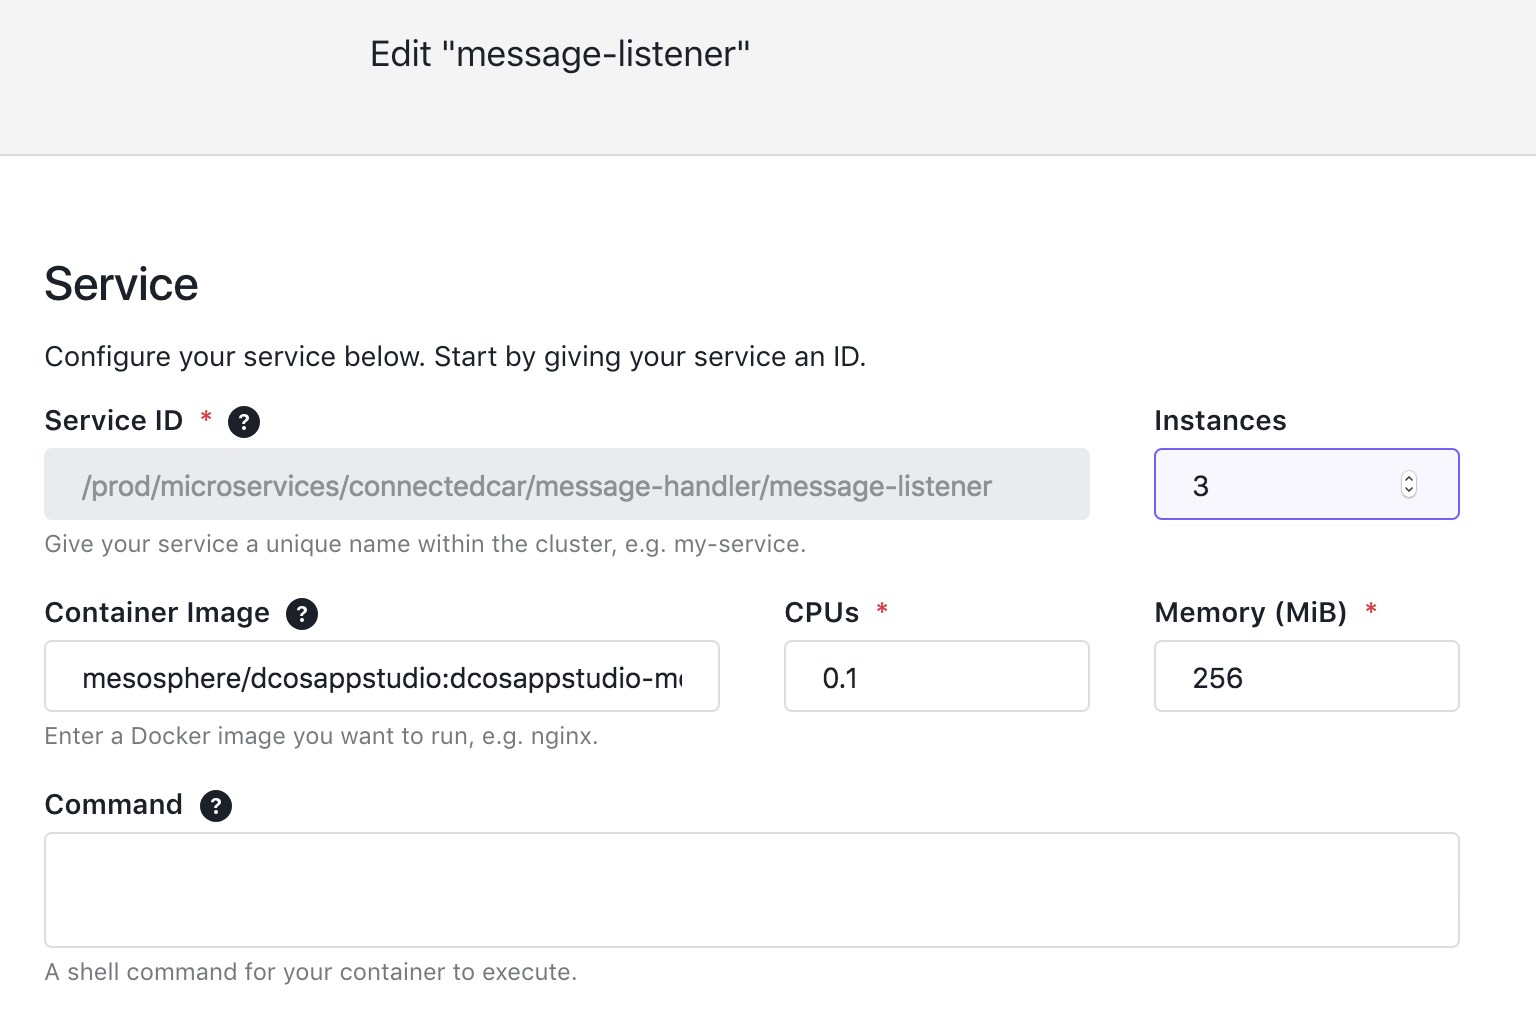 Edit "message-listener"
Service
Configure your service below. Start by giving your service an ID.
Service ID * ?
Instances
/prod/microservices/connectedcar/message-handler/message-listener
3
Give your service a unique name within the cluster, e.g. my-service.
Container Image ?
CPUs *
Memory (MiB) *
mesosphere/dcosappstudio:dcosappstudio-m
0.1
256
Enter a Docker image you want to run, e.g. nginx.
Command ?
A shell command for your container to execute.